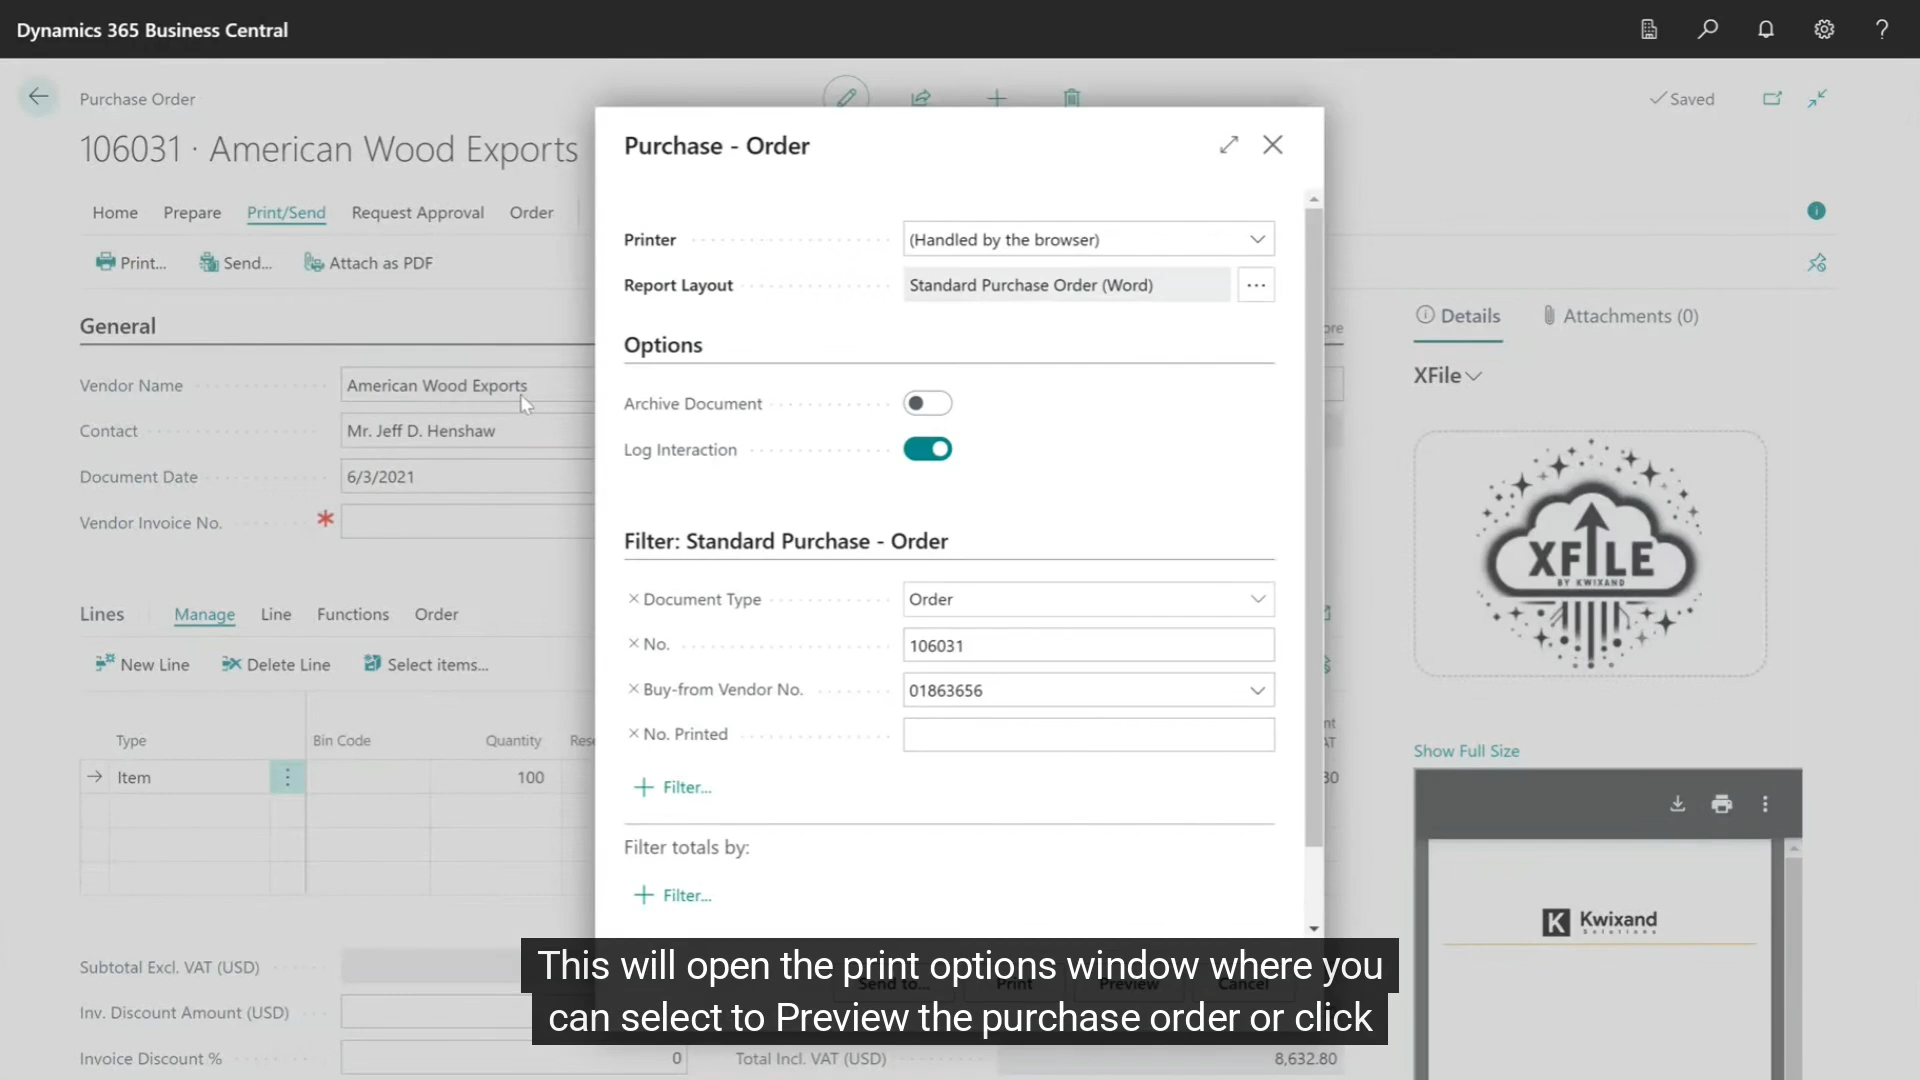 Dynamics 365 Business Central
Purchase Order
Saved
106031 · American Wood Exports
Home Prepare Print/Send Request Approval Order
Print... Send... Attach as PDF
General
Vendor Name American Wood Exports
Contact Mr. Jeff D. Henshaw
Document Date 6/3/2021
Vendor Invoice No. *
Lines Manage Line Functions Order
New Line Delete Line Select items...
Type Bin Code Quantity
Item 100
Subtotal Excl. VAT (USD)
Inv. Discount Amount (USD)
Invoice Discount % 0
Total Incl. VAT (USD) 8,632.80
Purchase - Order
Printer (Handled by the browser)
Report Layout Standard Purchase Order (Word) ...
Options
Archive Document
Log Interaction
Filter: Standard Purchase - Order
× Document Type Order
× No. 106031
× Buy-from Vendor No. 01863656
× No. Printed
+ Filter...
Filter totals by:
+ Filter...
Send to... Print Preview Cancel
This will open the print options window where you
can select to Preview the purchase order or click
Details Attachments (0)
XFile
XFILE
BY KWIXAND
Show Full Size
Kwixand
Solutions